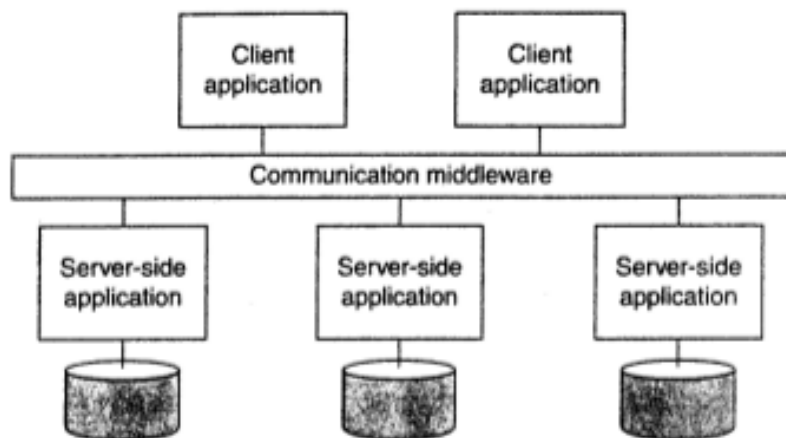 Client
application
Client
application
Communication middleware
Server-side
application
Server-side
application
Server-side
application